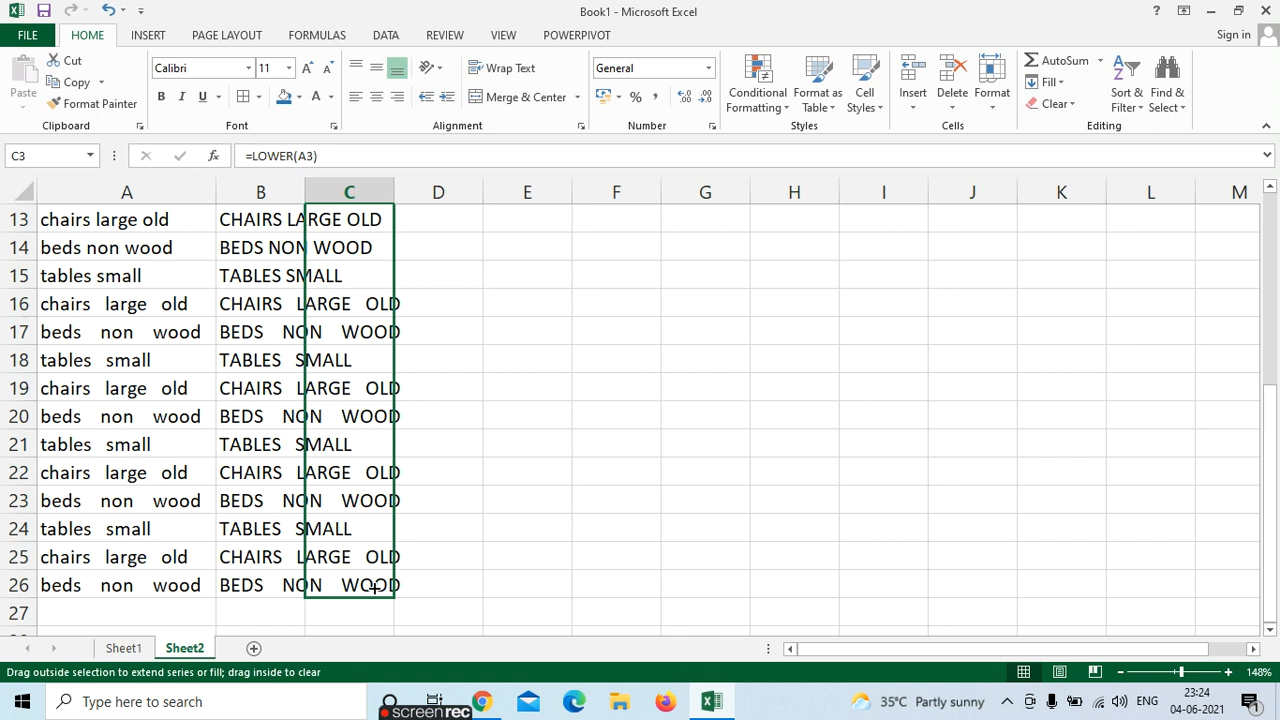 Book1 - Microsoft Excel
FILE HOME INSERT PAGE LAYOUT FORMULAS DATA REVIEW VIEW POWERPIVOT Sign in
Paste
Cut
Copy
Format Painter
Clipboard
Calibri 11
B I U
Font
Wrap Text
Merge & Center
Alignment
General
Number
Conditional Formatting
Format as Table
Cell Styles
Styles
Insert
Delete
Format
Cells
AutoSum
Fill
Clear
Sort & Filter
Find & Select
Editing
C3 fx =LOWER(A3)
A B C D E F G H I J K L M
13 chairs large old CHAIRS LARGE OLD
14 beds non wood BEDS NON WOOD
15 tables small TABLES SMALL
16 chairs large old CHAIRS LARGE OLD
17 beds non wood BEDS NON WOOD
18 tables small TABLES SMALL
19 chairs large old CHAIRS LARGE OLD
20 beds non wood BEDS NON WOOD
21 tables small TABLES SMALL
22 chairs large old CHAIRS LARGE OLD
23 beds non wood BEDS NON WOOD
24 tables small TABLES SMALL
25 chairs large old CHAIRS LARGE OLD
26 beds non wood BEDS NON WOOD
27
Sheet1 Sheet2
Drag outside selection to extend series or fill; drag inside to clear 148%
Type here to search
screenrec
35°C Partly sunny
ENG
23:24
04-06-2021
1